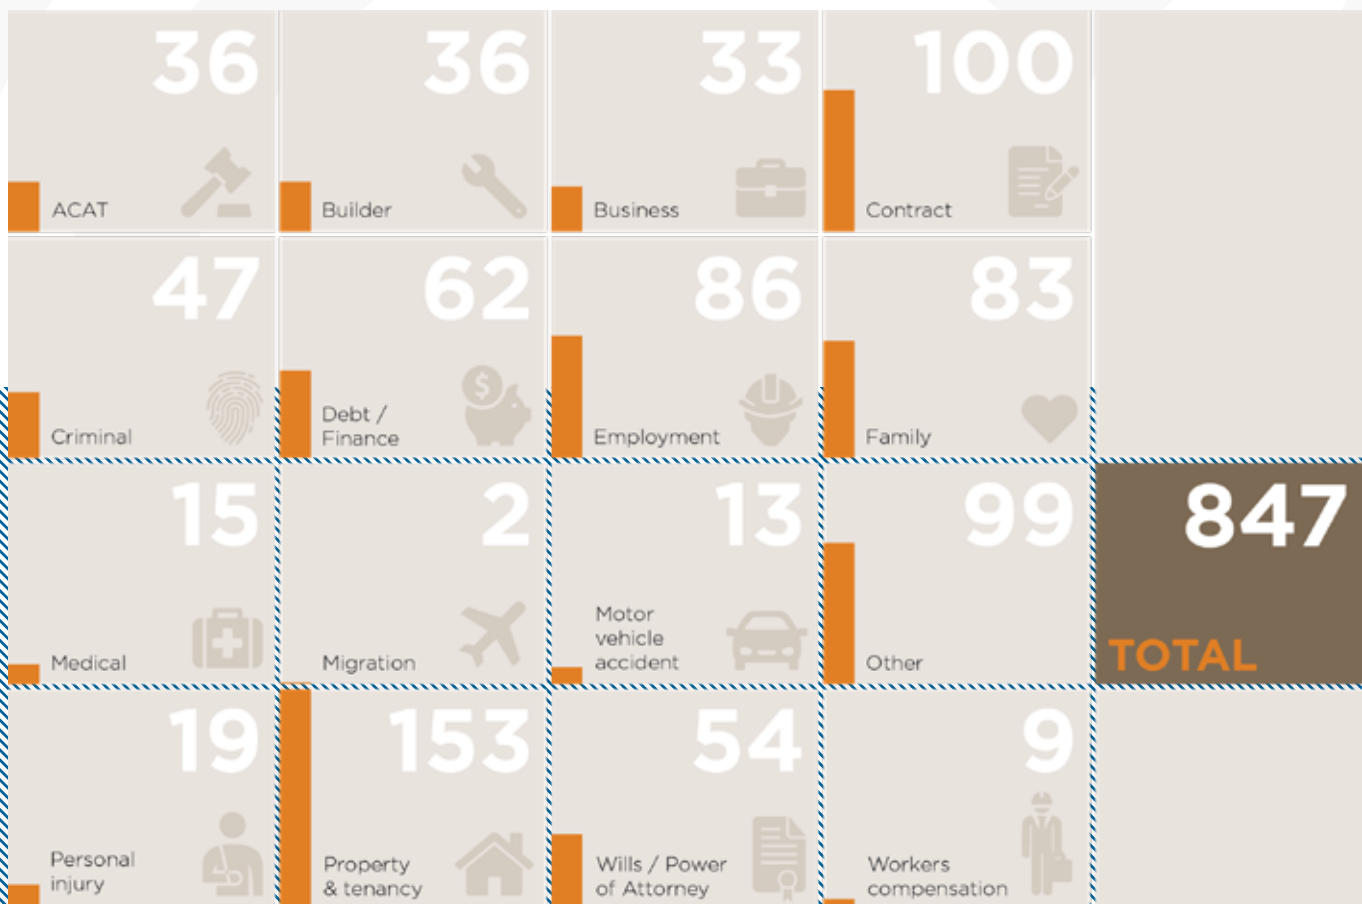 36
ACAT
36
Builder
33
Business
100
Contract
47
Criminal
62
$
Debt /
Finance
86
Employment
83
Family
15
Medical
2
Migration
13
Motor
vehicle
accident
99
Other
847
TOTAL
19
Personal
injury
153
Property
& tenancy
54
Wills / Power
of Attorney
9
Workers
compensation